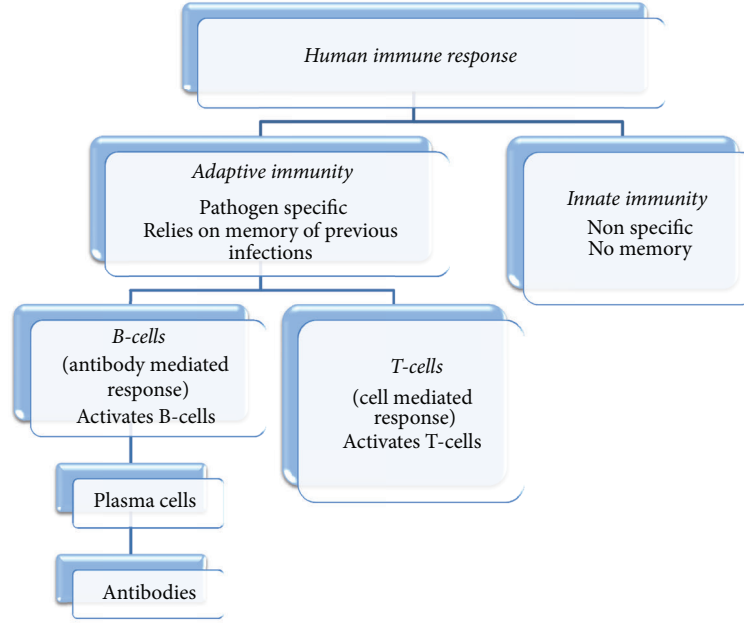 Human immune response
Adaptive immunity
Pathogen specific
Relies on memory of previous
infections
Innate immunity
Non specific
No memory
B-cells
(antibody mediated
response)
Activates B-cells
T-cells
(cell mediated
response)
Activates T-cells
Plasma cells
Antibodies